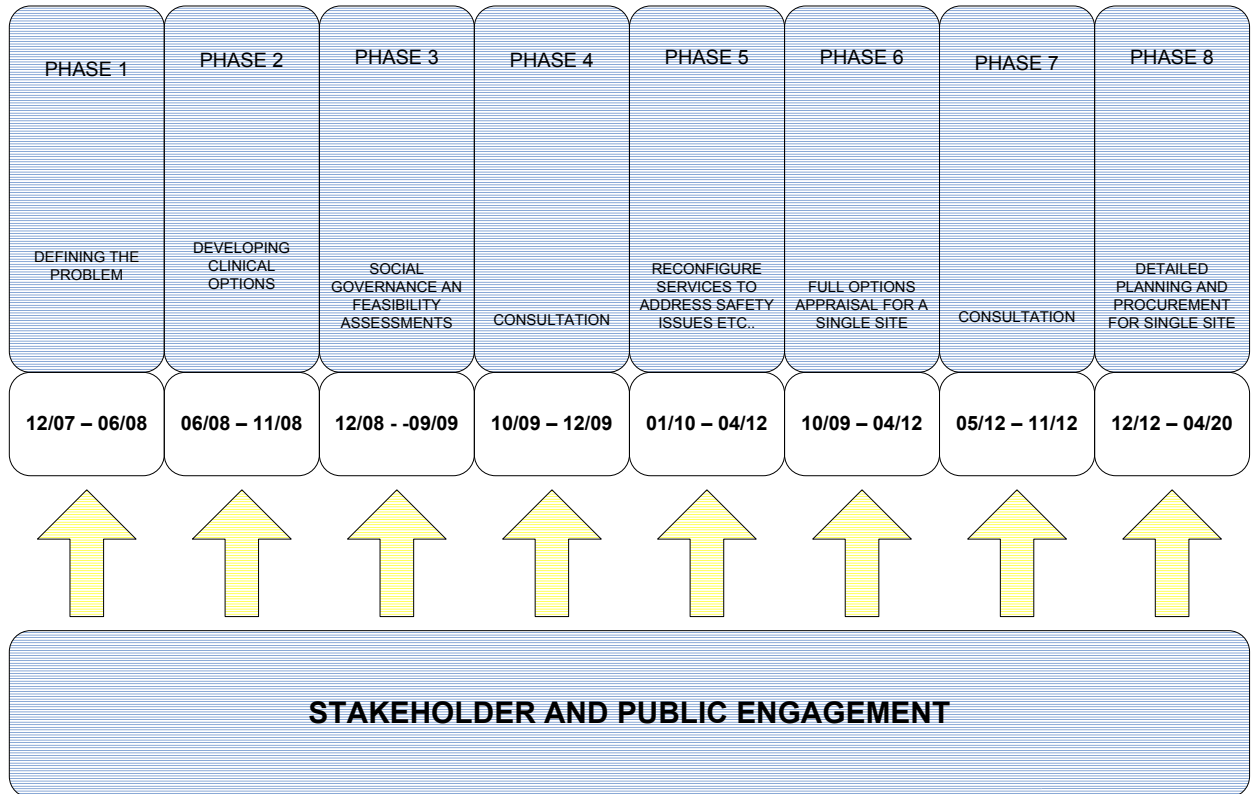 PHASE 1
DEFINING THE
PROBLEM
12/07 – 06/08
PHASE 2
DEVELOPING
CLINICAL
OPTIONS
06/08 – 11/08
PHASE 3
SOCIAL
GOVERNANCE AN
FEASIBILITY
ASSESSMENTS
12/08 - -09/09
PHASE 4
CONSULTATION
10/09 – 12/09
PHASE 5
RECONFIGURE
SERVICES TO
ADDRESS SAFETY
ISSUES ETC..
01/10 – 04/12
PHASE 6
FULL OPTIONS
APPRAISAL FOR A
SINGLE SITE
10/09 – 04/12
PHASE 7
CONSULTATION
05/12 – 11/12
PHASE 8
DETAILED
PLANNING AND
PROCUREMENT
FOR SINGLE SITE
12/12 – 04/20
STAKEHOLDER AND PUBLIC ENGAGEMENT